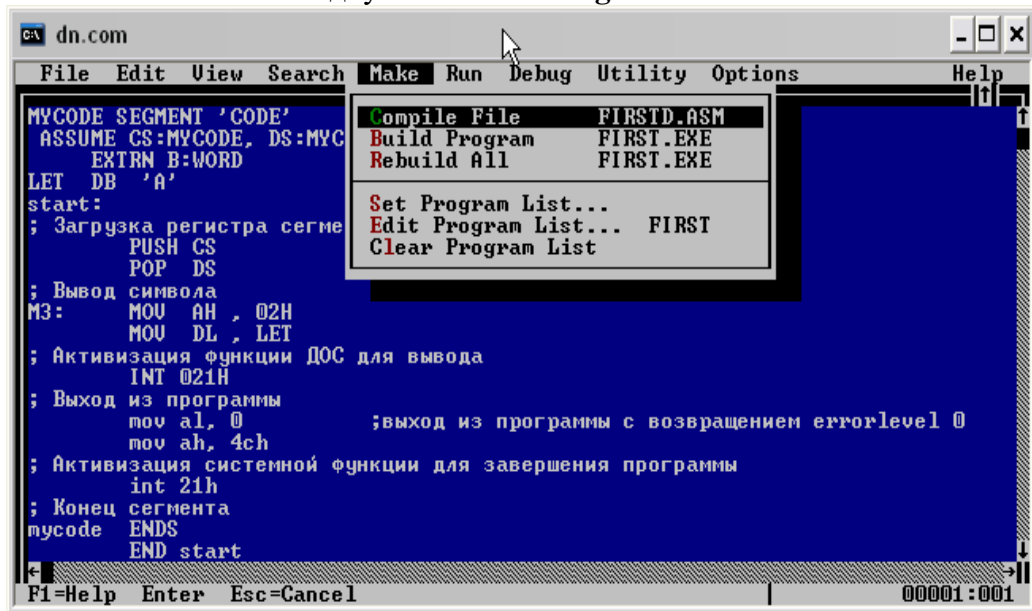 dn.com
File Edit View Search Make Run Debug Utility Options Help
MYCODE SEGMENT 'CODE'
ASSUME CS:MYCODE, DS:MYC
EXTRN B:WORD
LET DB 'A'
start:
; Загрузка регистра сегме
PUSH CS
POP DS
; Вывод символа
M3: MOV AH , 02H
MOV DL , LET
; Активизация функции ДОС для вывода
INT 021H
; Выход из программы
mov al, 0 ;выход из программы с возвращением errorlevel 0
mov ah, 4ch
; Активизация системной функции для завершения программы
int 21h
; Конец сегмента
mycode ENDS
END start
Compile File FIRSTD.ASM
Build Program FIRST.EXE
Rebuild All FIRST.EXE
Set Program List...
Edit Program List... FIRST
Clear Program List
F1=Help Enter Esc=Cancel 00001:001